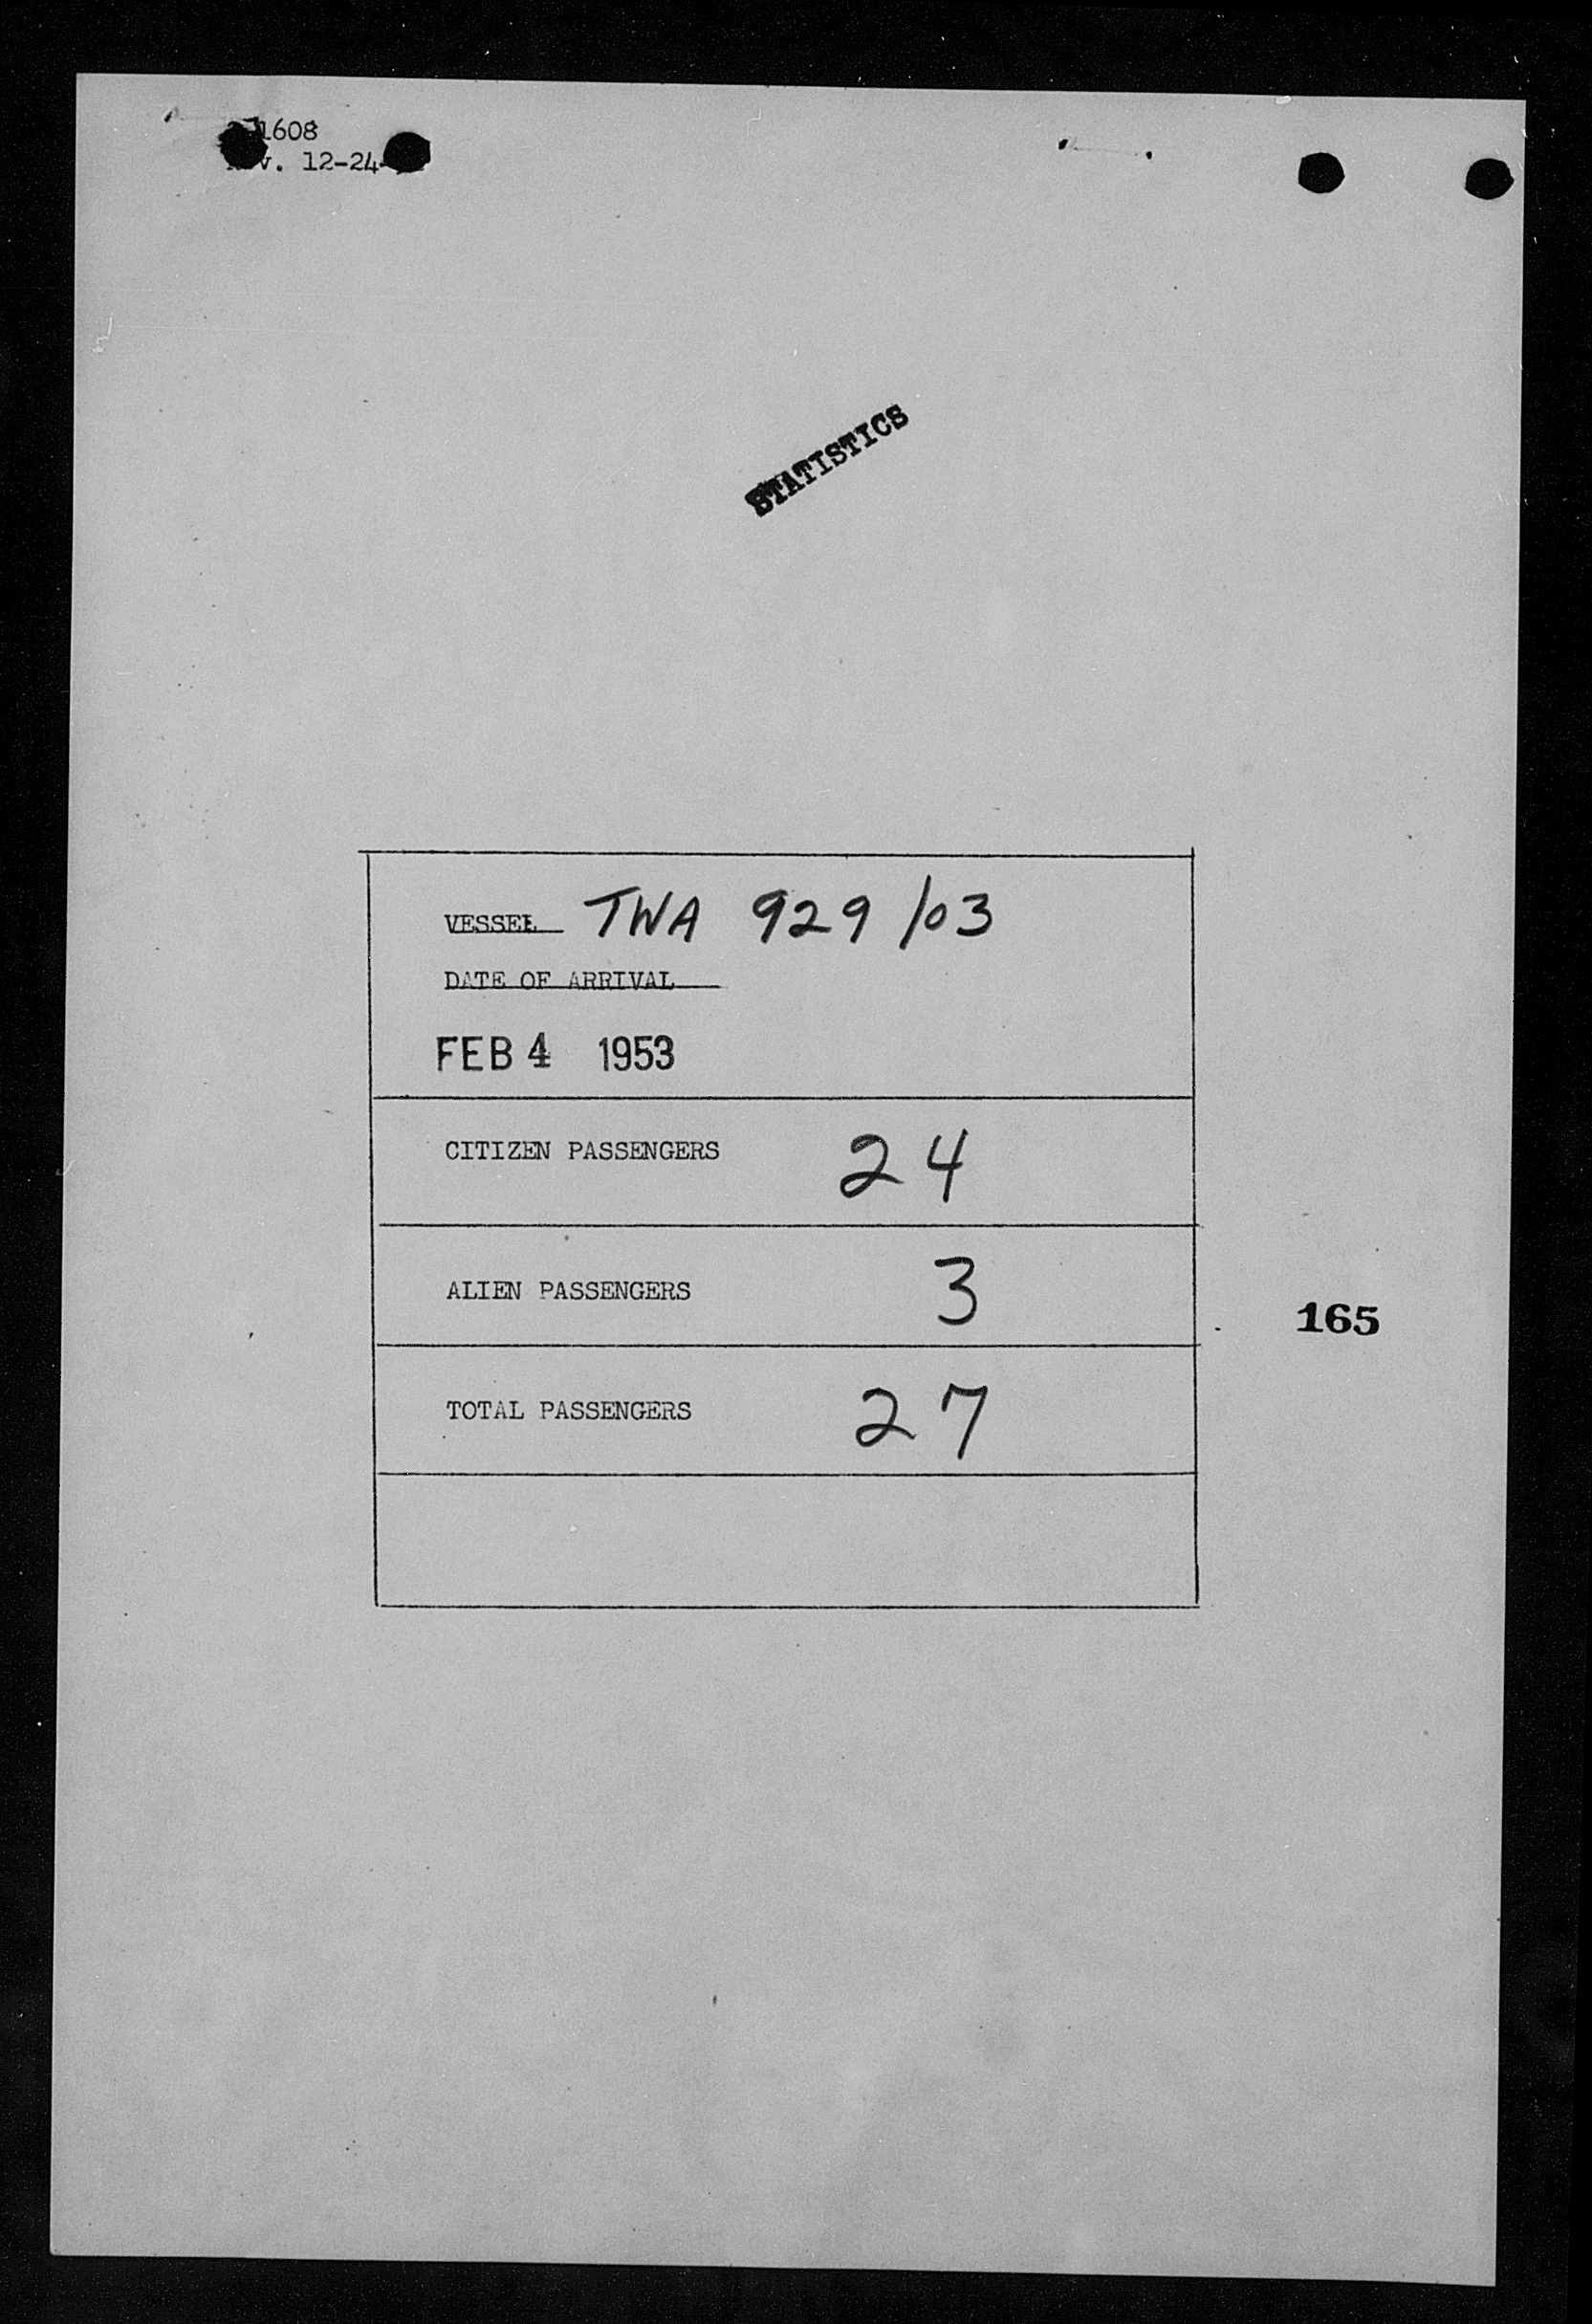 1608
12-24
STATISTICS
VESSEL TWA 929/03
DATE OF ARRIVAL
FEB 4 1953
CITIZEN PASSENGERS 24
ALIEN PASSENGERS 3
165
TOTAL PASSENGERS 27